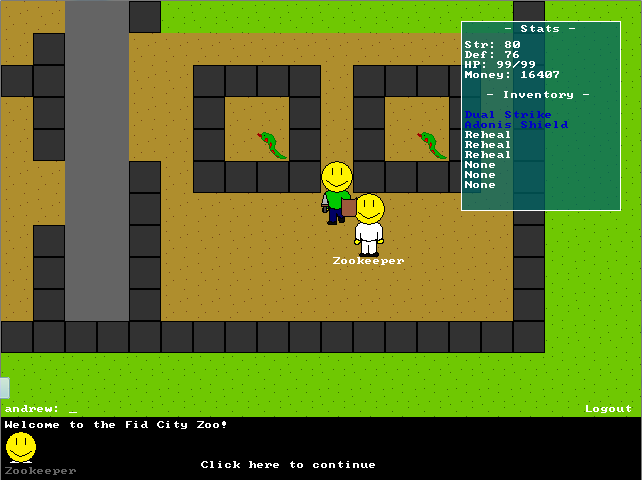 - Stats -
Str: 80
Def: 76
HP: 99/99
Money: 16407
- Inventory -
Dual Strike
Adonis Shield
Reheal
Reheal
Reheal
None
None
None
Zookeeper
andrew: _
Logout
Welcome to the Fid City Zoo!
Zookeeper
Click here to continue